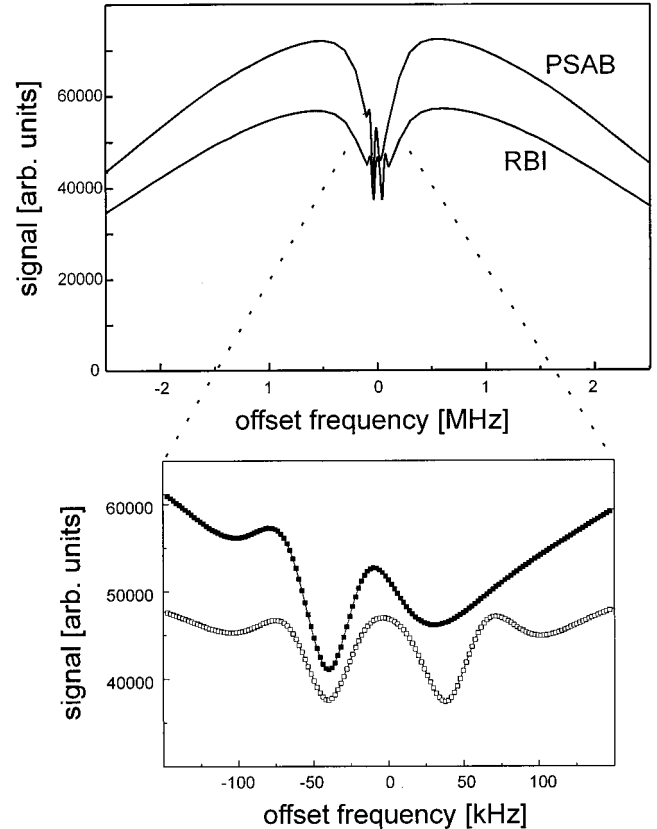 PSAB
RBI
60000
40000
20000
0
-2
1
0
1
2
signal [arb. units]
offset frequency [MHz]
60000
50000
40000
-100
-50
0
50
100
signal [arb. units]
offset frequency [kHz]